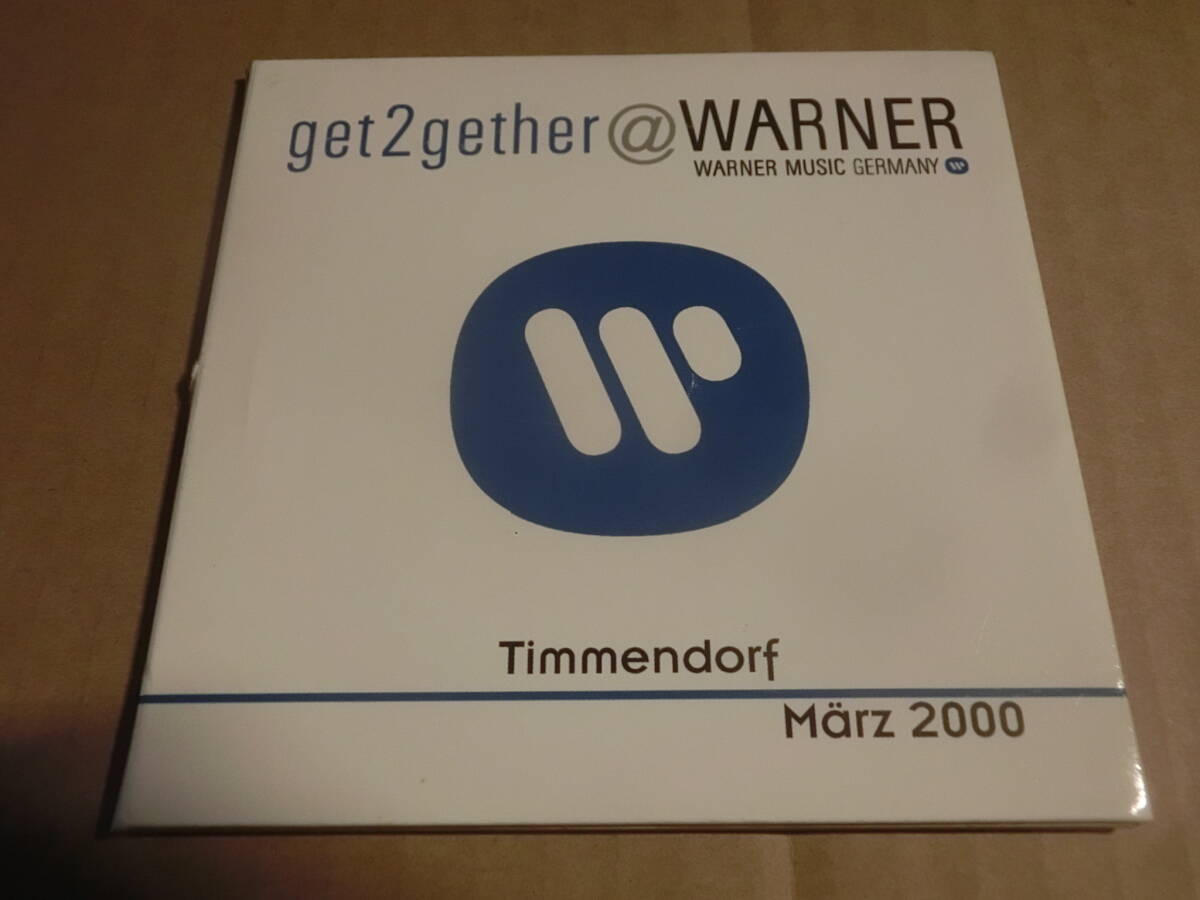 get2gether@WARNER
WARNER MUSIC GERMANY
Timmendorf
März 2000